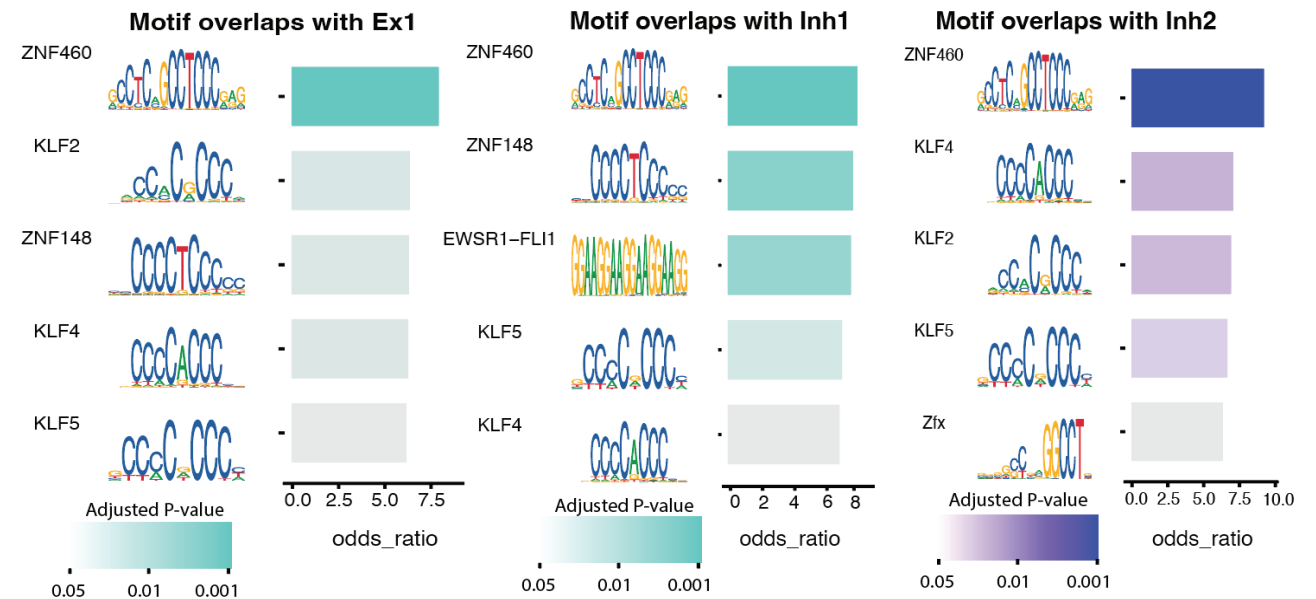 Motif overlaps with Ex1
ZNF460
KLF2
ZNF148
KLF4
KLF5
0.0 2.5 5.0 7.5
odds_ratio
Adjusted P-value
0.05 0.01 0.001
Motif overlaps with Inh1
ZNF460
ZNF148
EWSR1−FLI1
KLF5
KLF4
0 2 4 6 8
odds_ratio
Adjusted P-value
0.05 0.01 0.001
Motif overlaps with Inh2
ZNF460
KLF4
KLF2
KLF5
Zfx
0.0 2.5 5.0 7.5 10.0
odds_ratio
Adjusted P-value
0.05 0.01 0.001